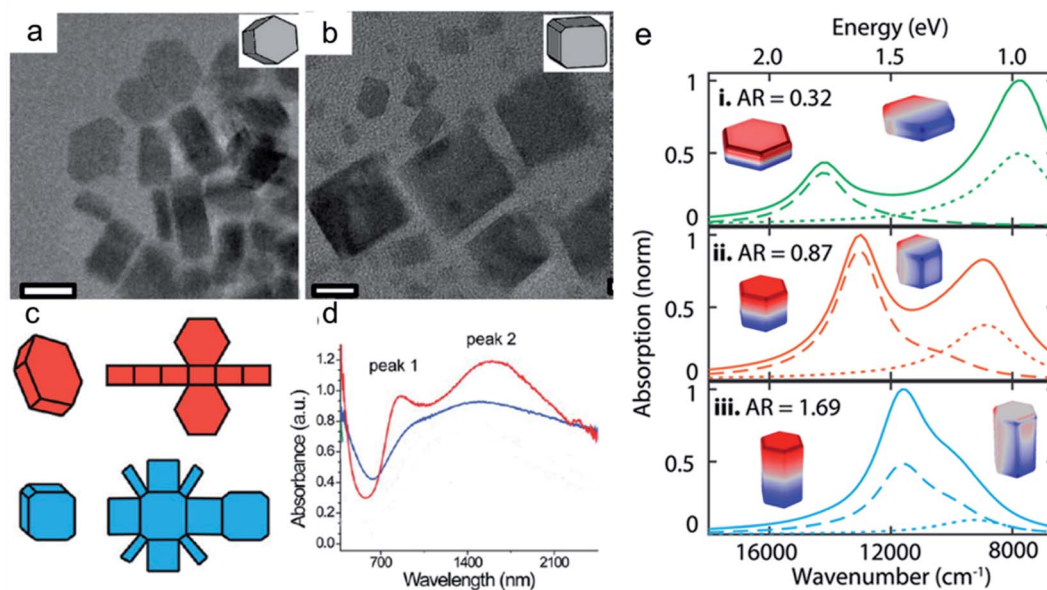 a
b
c
d
peak 1
peak 2
1.2
1.0
0.8
0.6
0.4
0.2
0.0
Absorbance (a.u.)
700
1400
2100
Wavelength (nm)
e
Energy (eV)
2.0
1.5
1.0
i. AR = 0.32
1
0.5
0
ii. AR = 0.87
1
0.5
0
iii. AR = 1.69
1
0.5
0
Absorption (norm)
16000
12000
8000
Wavenumber (cm⁻¹)